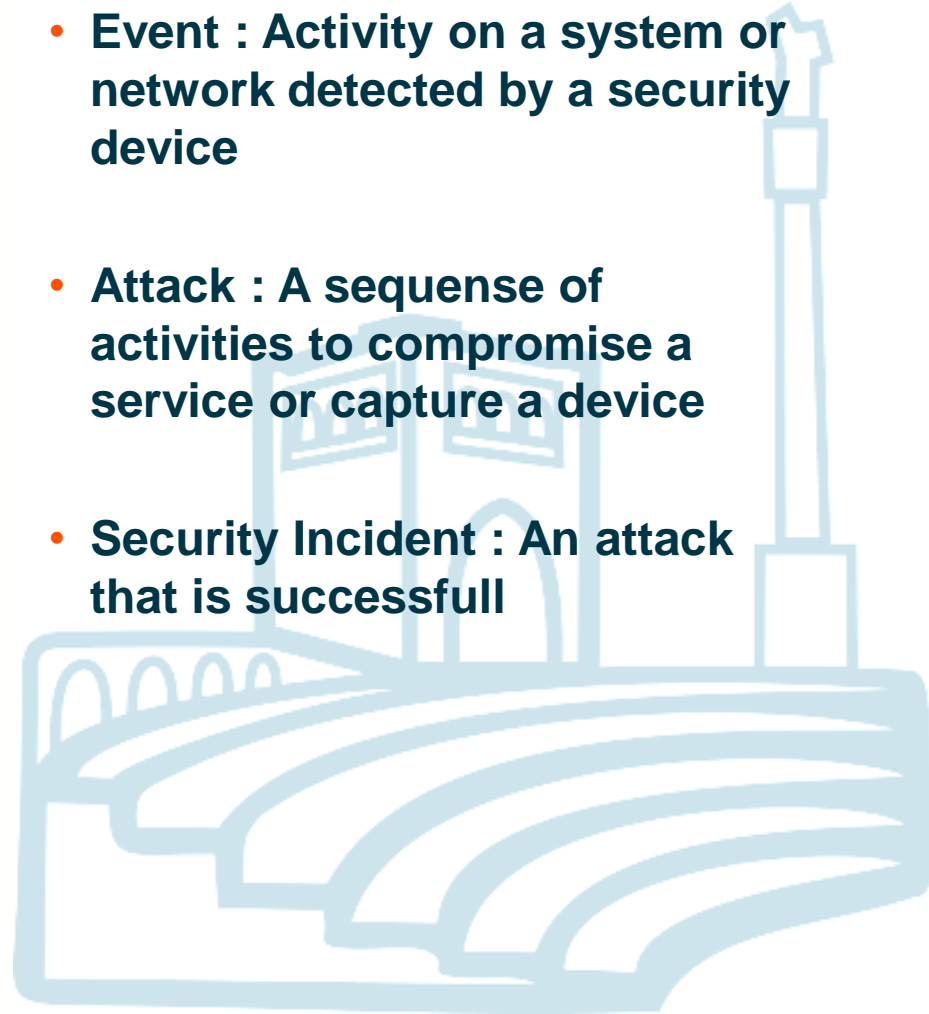 • Event : Activity on a system or
network detected by a security
device
• Attack : A sequense of
activities to compromise a
service or capture a device
• Security Incident : An attack
that is successfull